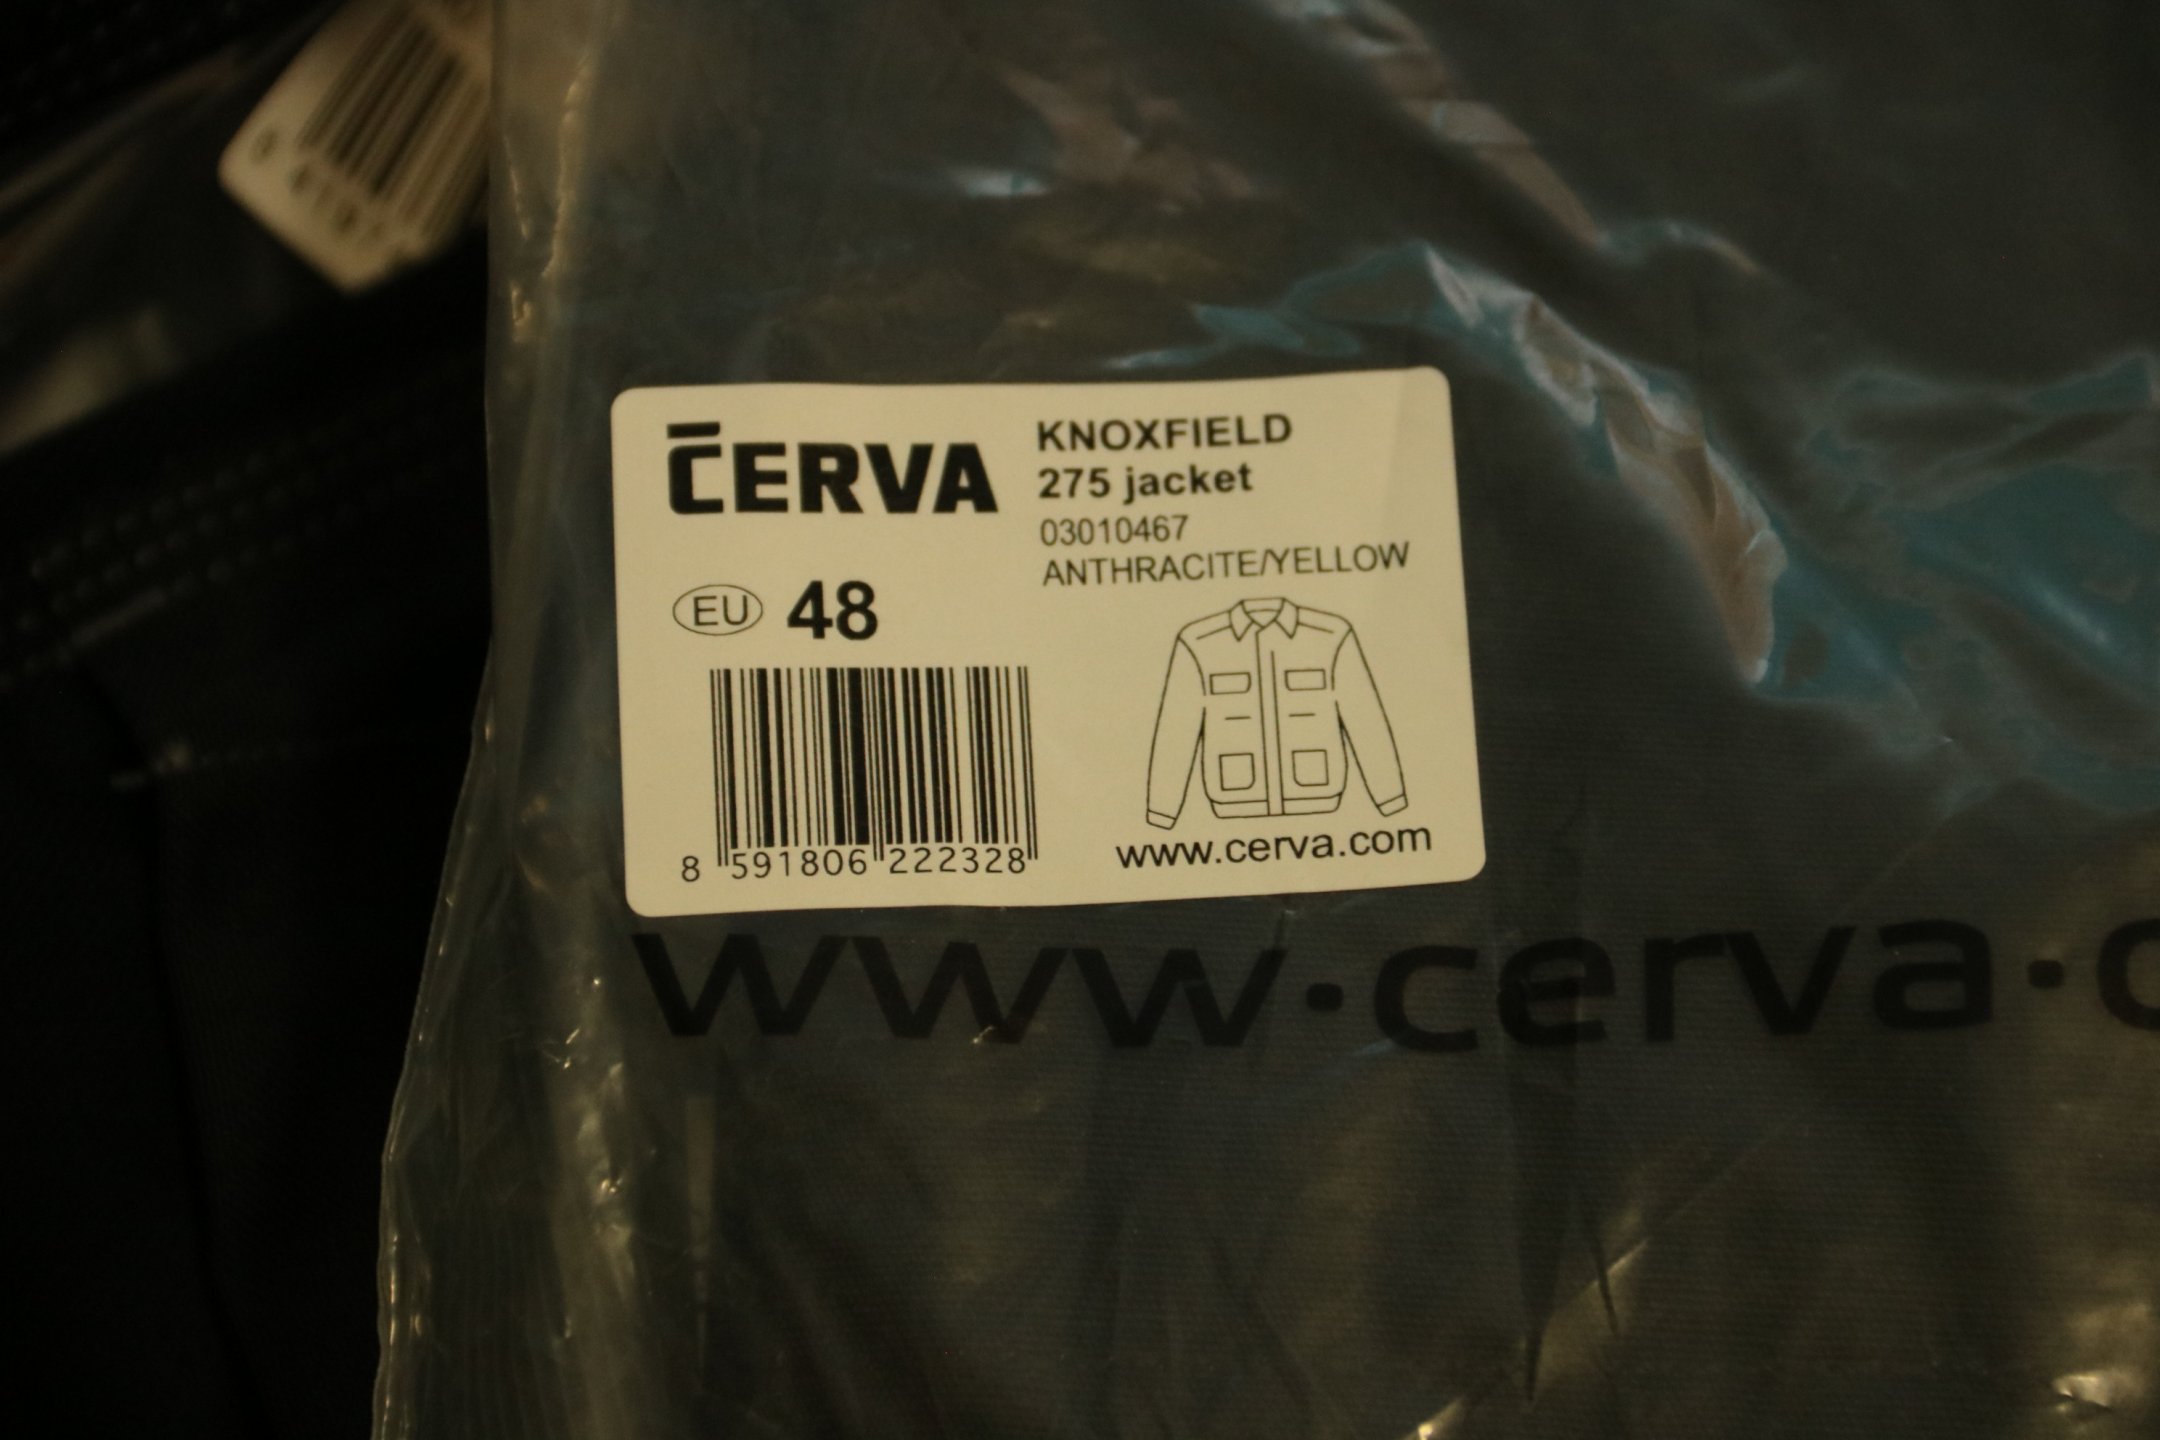 ČERVA
KNOXFIELD
275 jacket
03010467
ANTHRACITE/YELLOW
EU 48
8 591806 222328
www.cerva.com
www.cerva.c